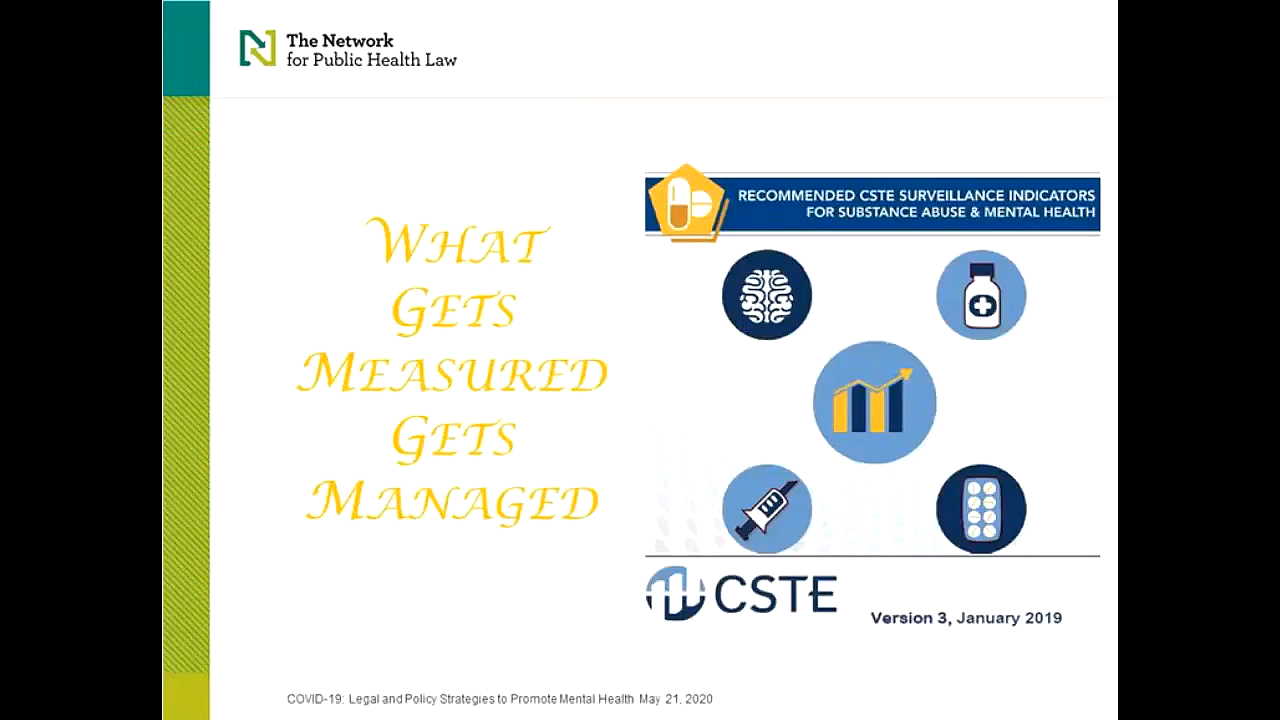 The Network
for Public Health Law
WHAT
GETS
MEASURED
GETS
MANAGED
RECOMMENDED CSTE SURVEILLANCE INDICATORS
FOR SUBSTANCE ABUSE & MENTAL HEALTH
CSTE
Version 3, January 2019
COVID-19: Legal and Policy Strategies to Promote Mental Health May 21, 2020